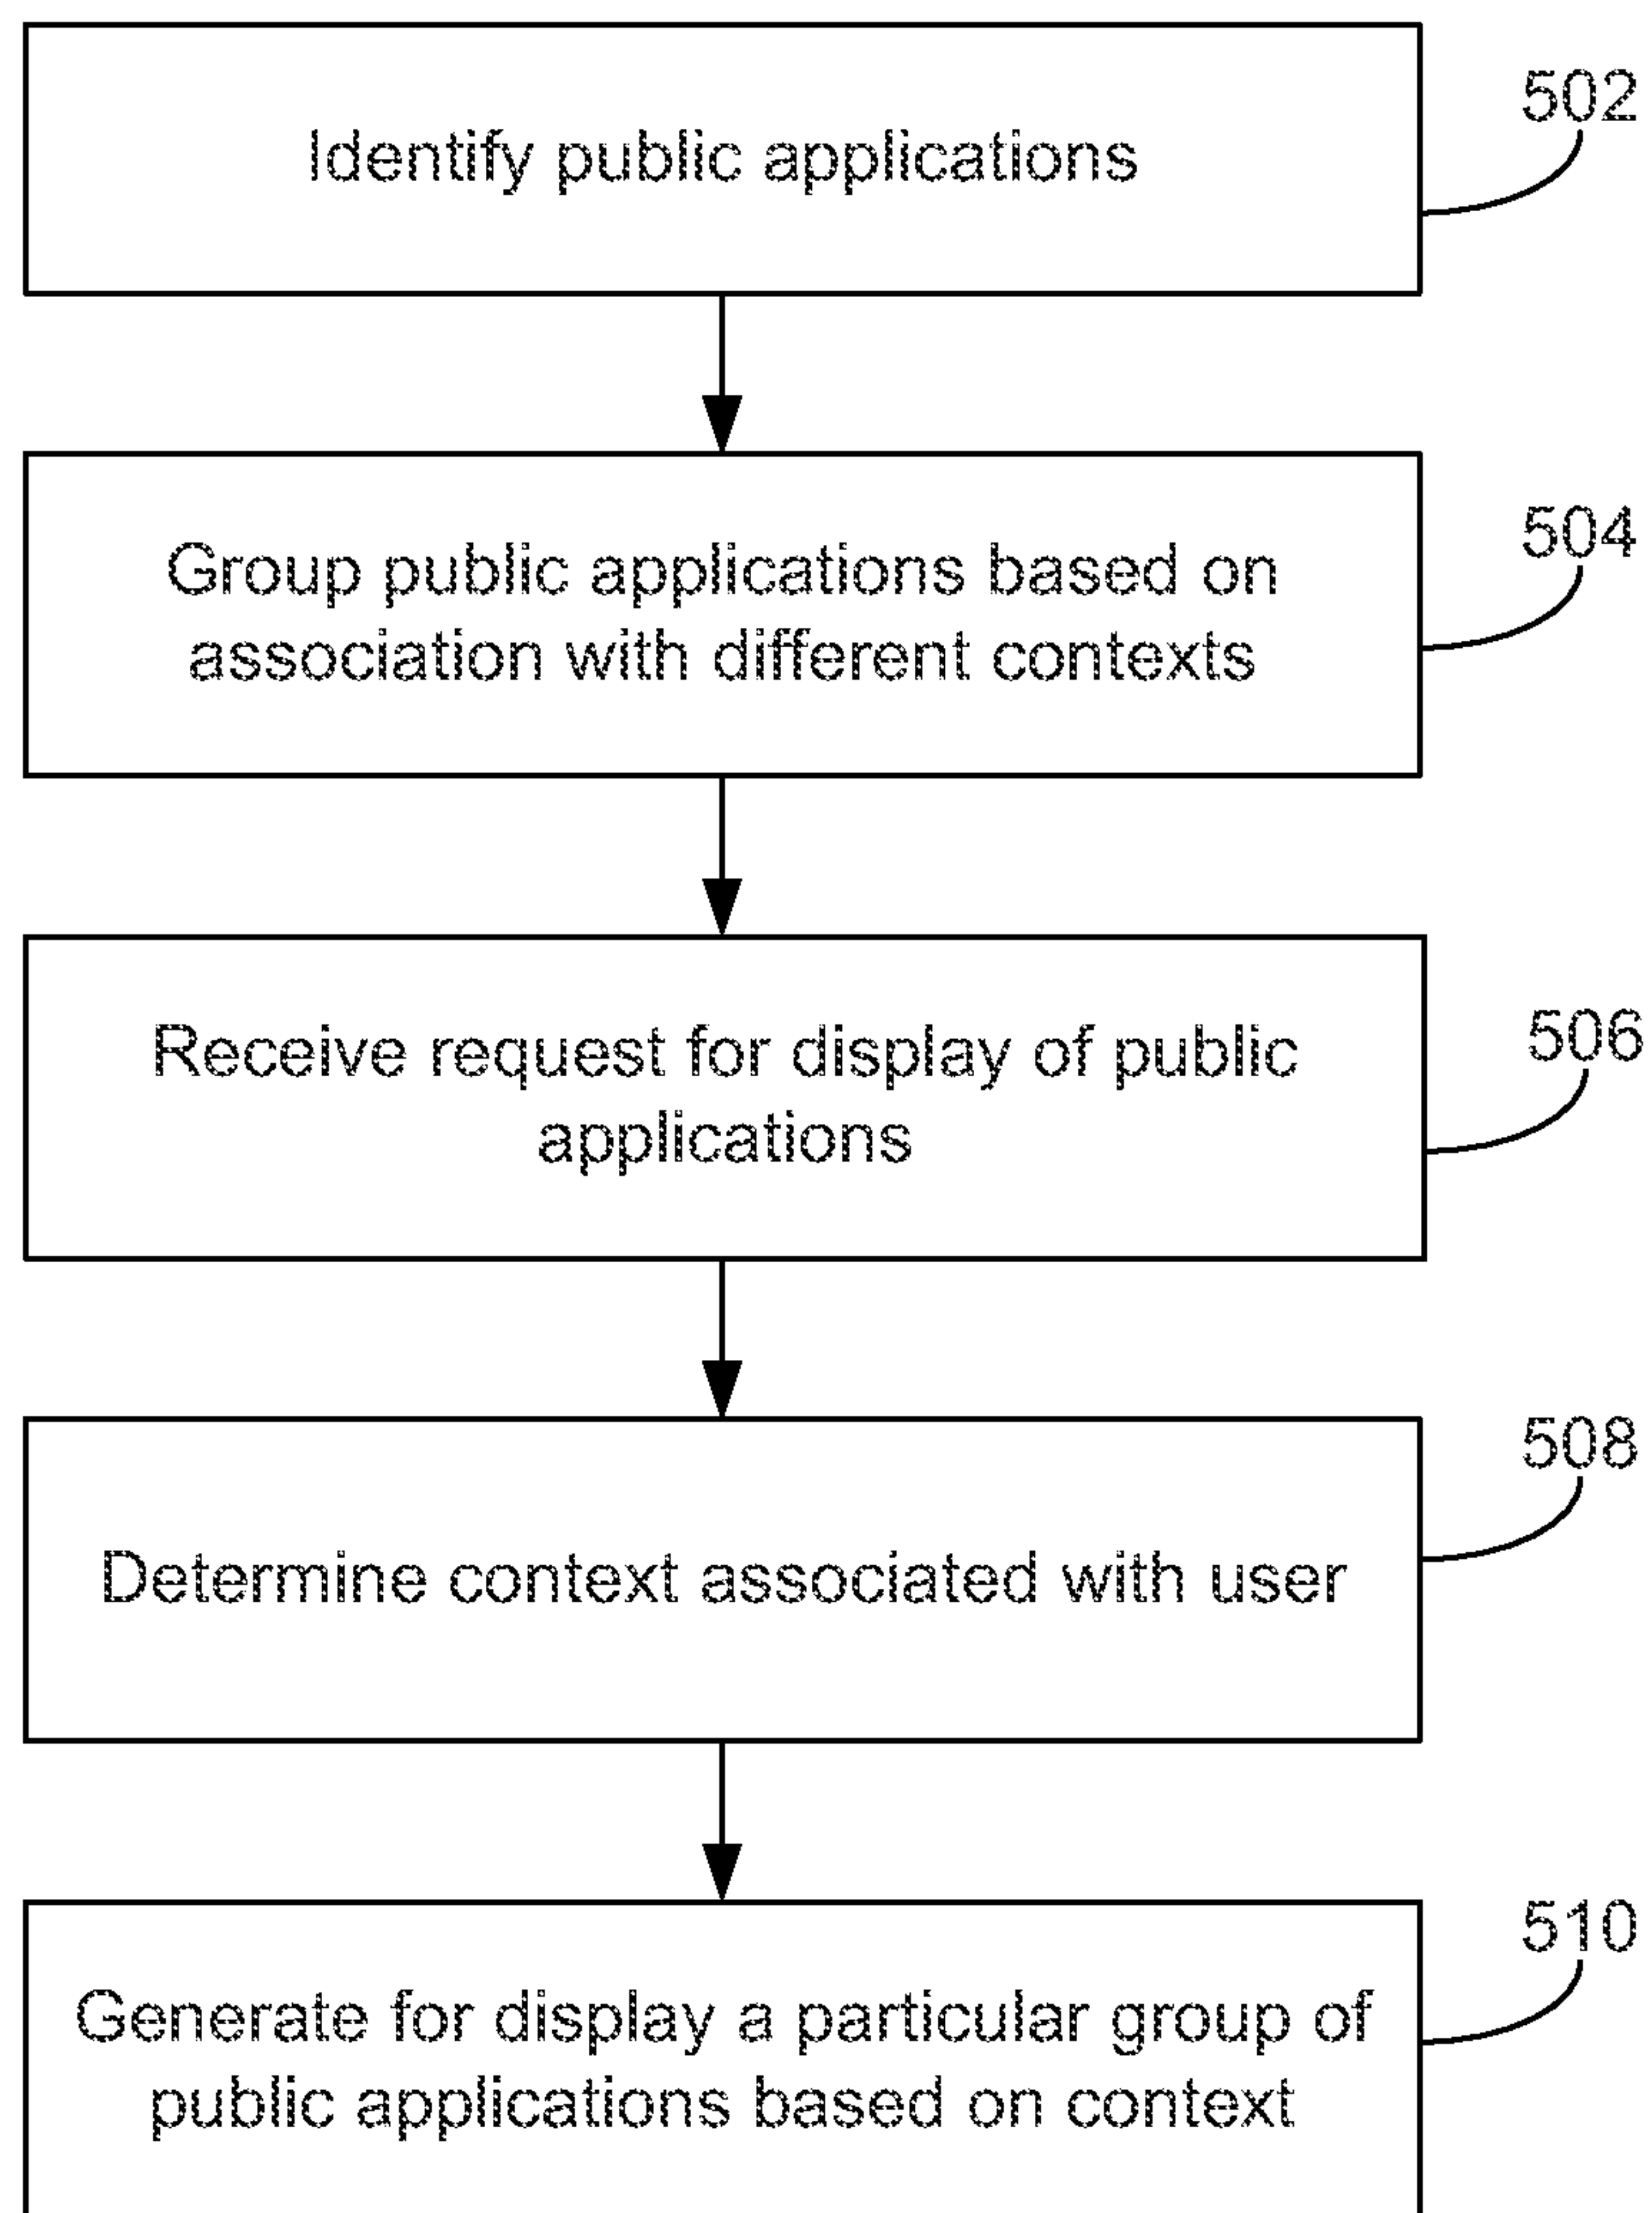 Identify public applications
502
Group public applications based on
association with different contexts
504
Receive request for display of public
applications
506
Determine context associated with user
508
Generate for display a particular group of
public applications based on context
510